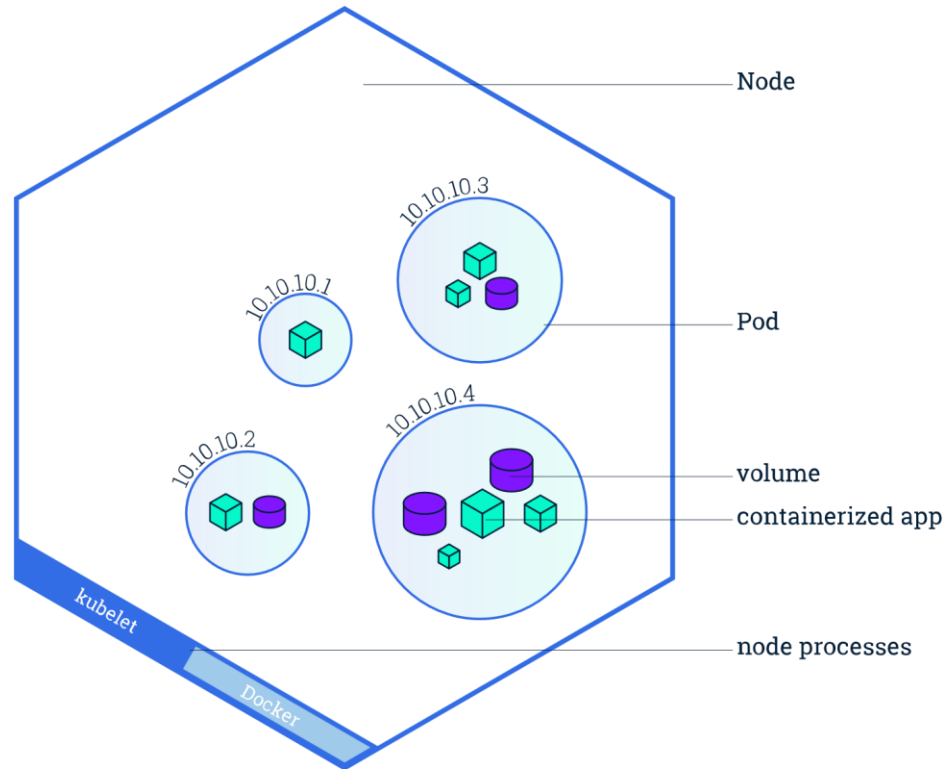 Node
10.10.10.3
10.10.10.1
Pod
10.10.10.4
10.10.10.2
volume
containerized app
kubelet
node processes
Docker